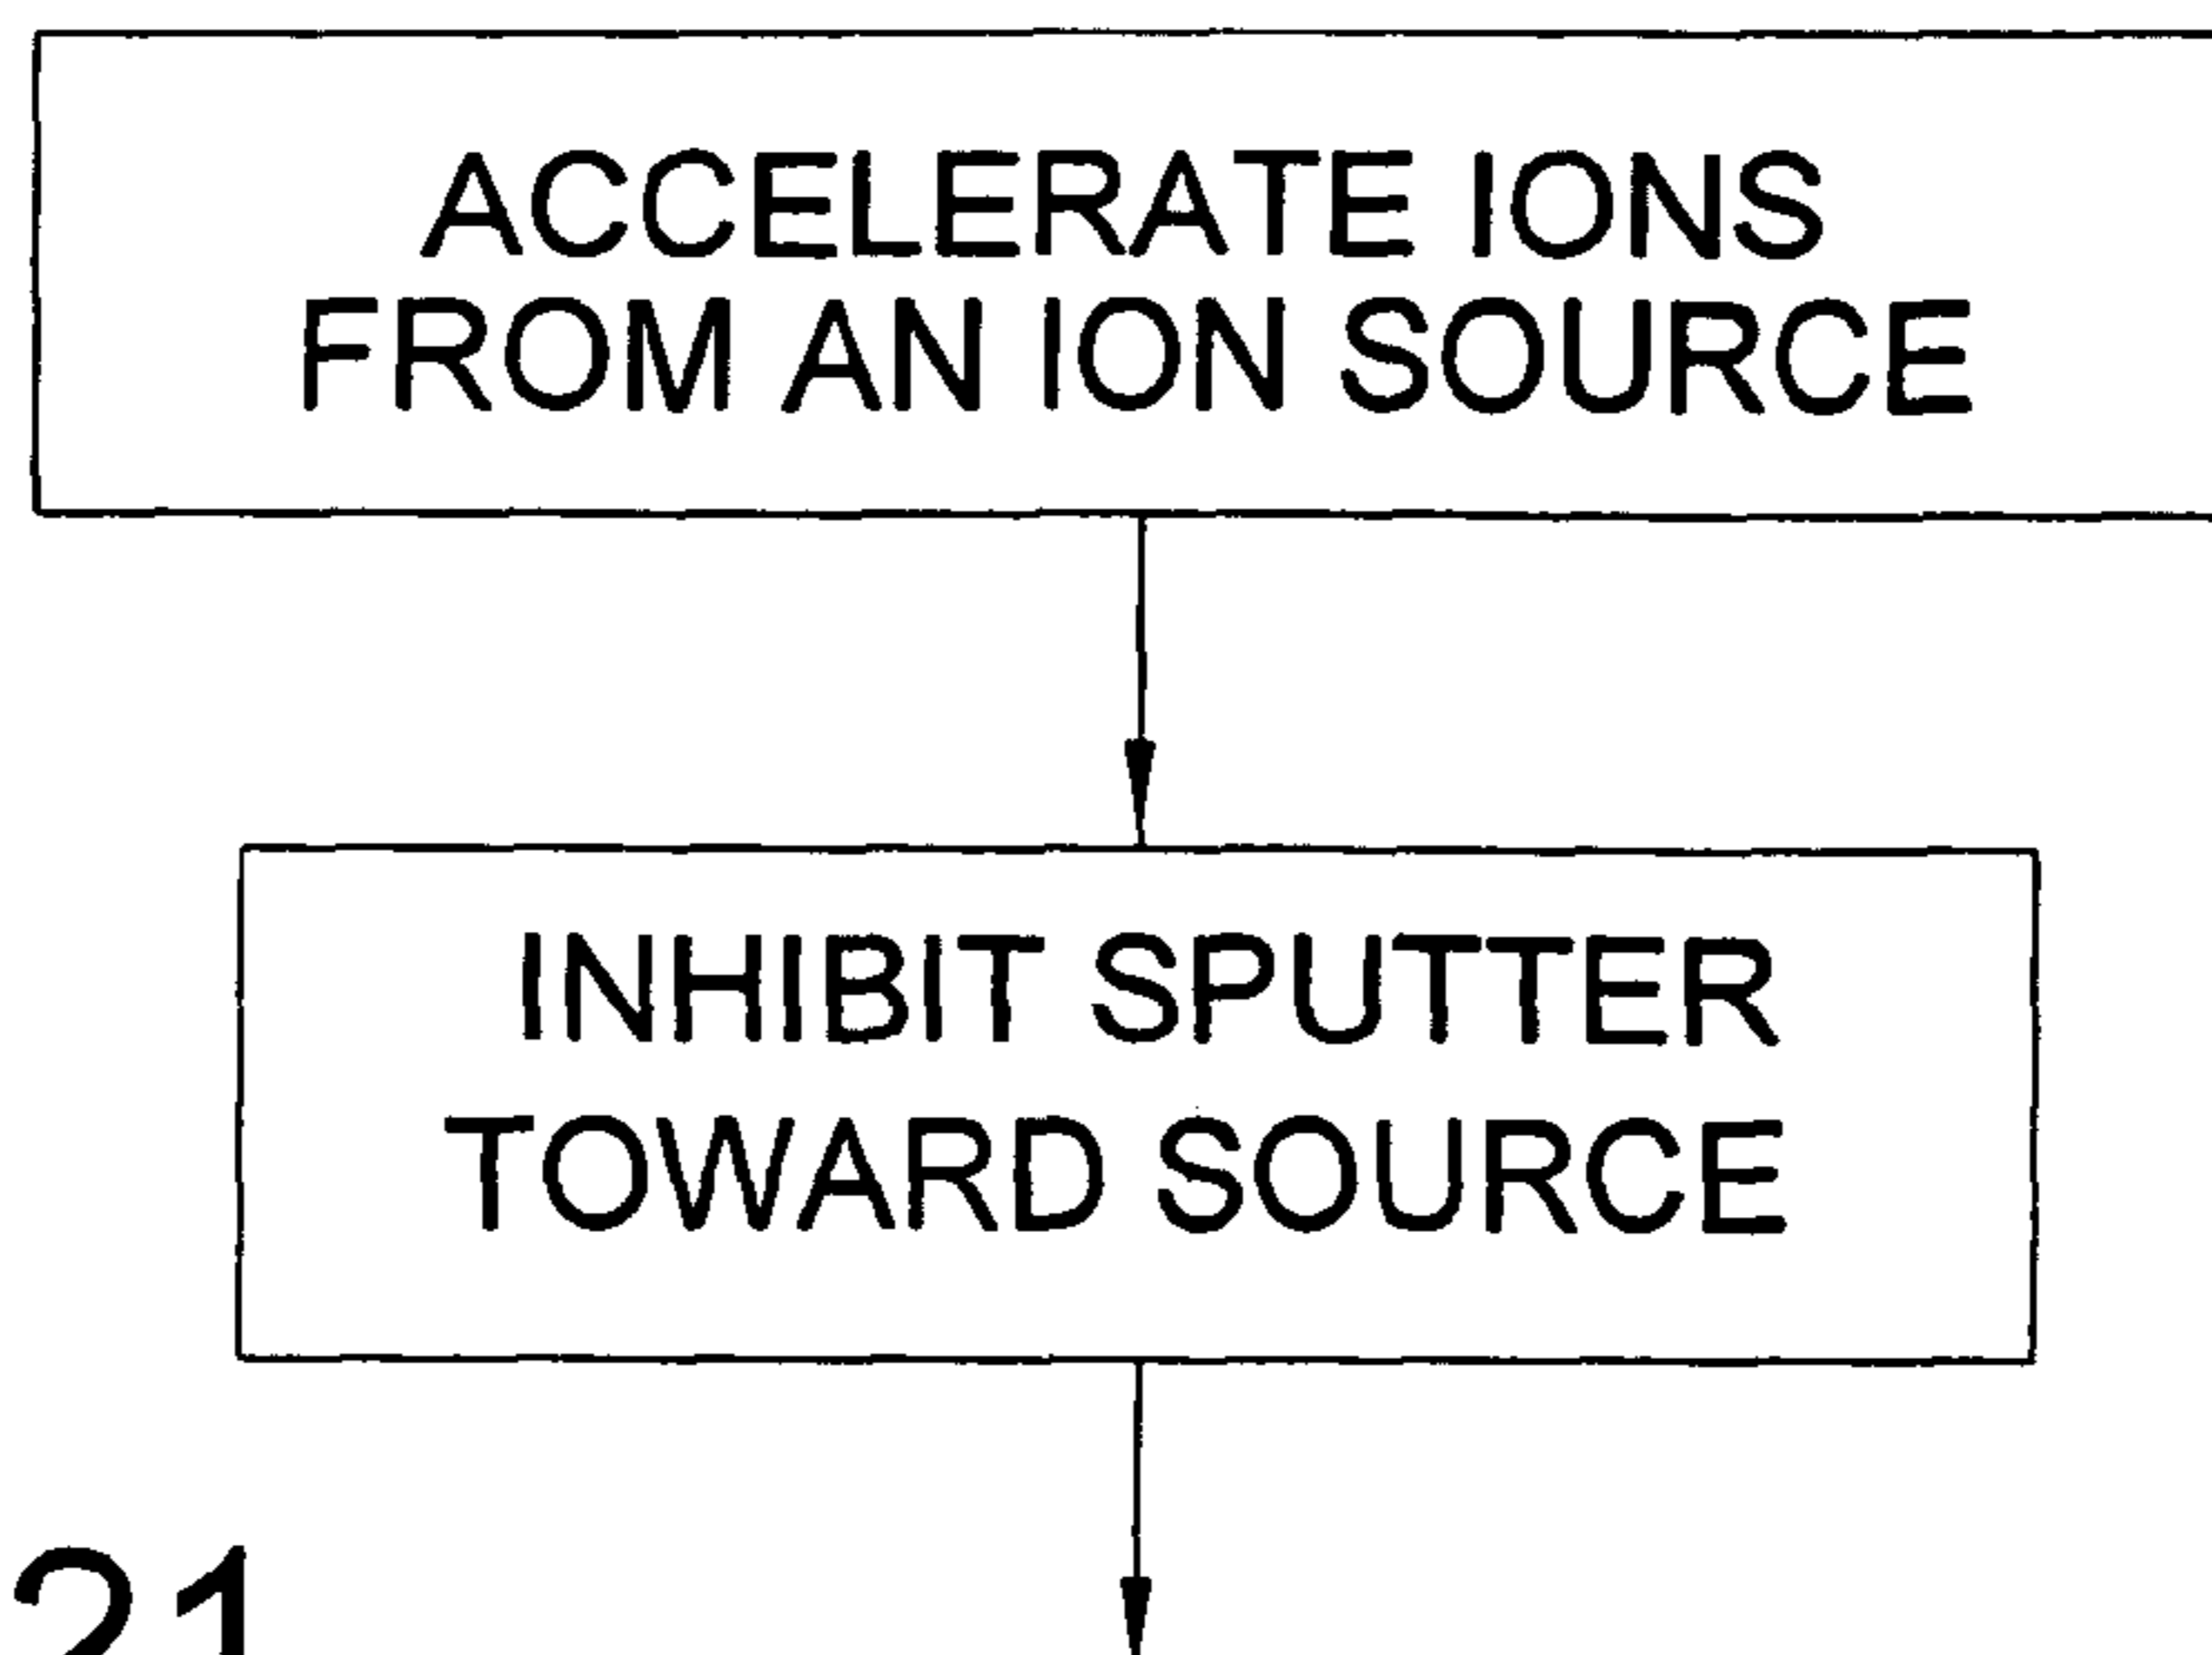 ACCELERATE IONS
FROM AN ION SOURCE
INHIBIT SPUTTER
TOWARD SOURCE
21